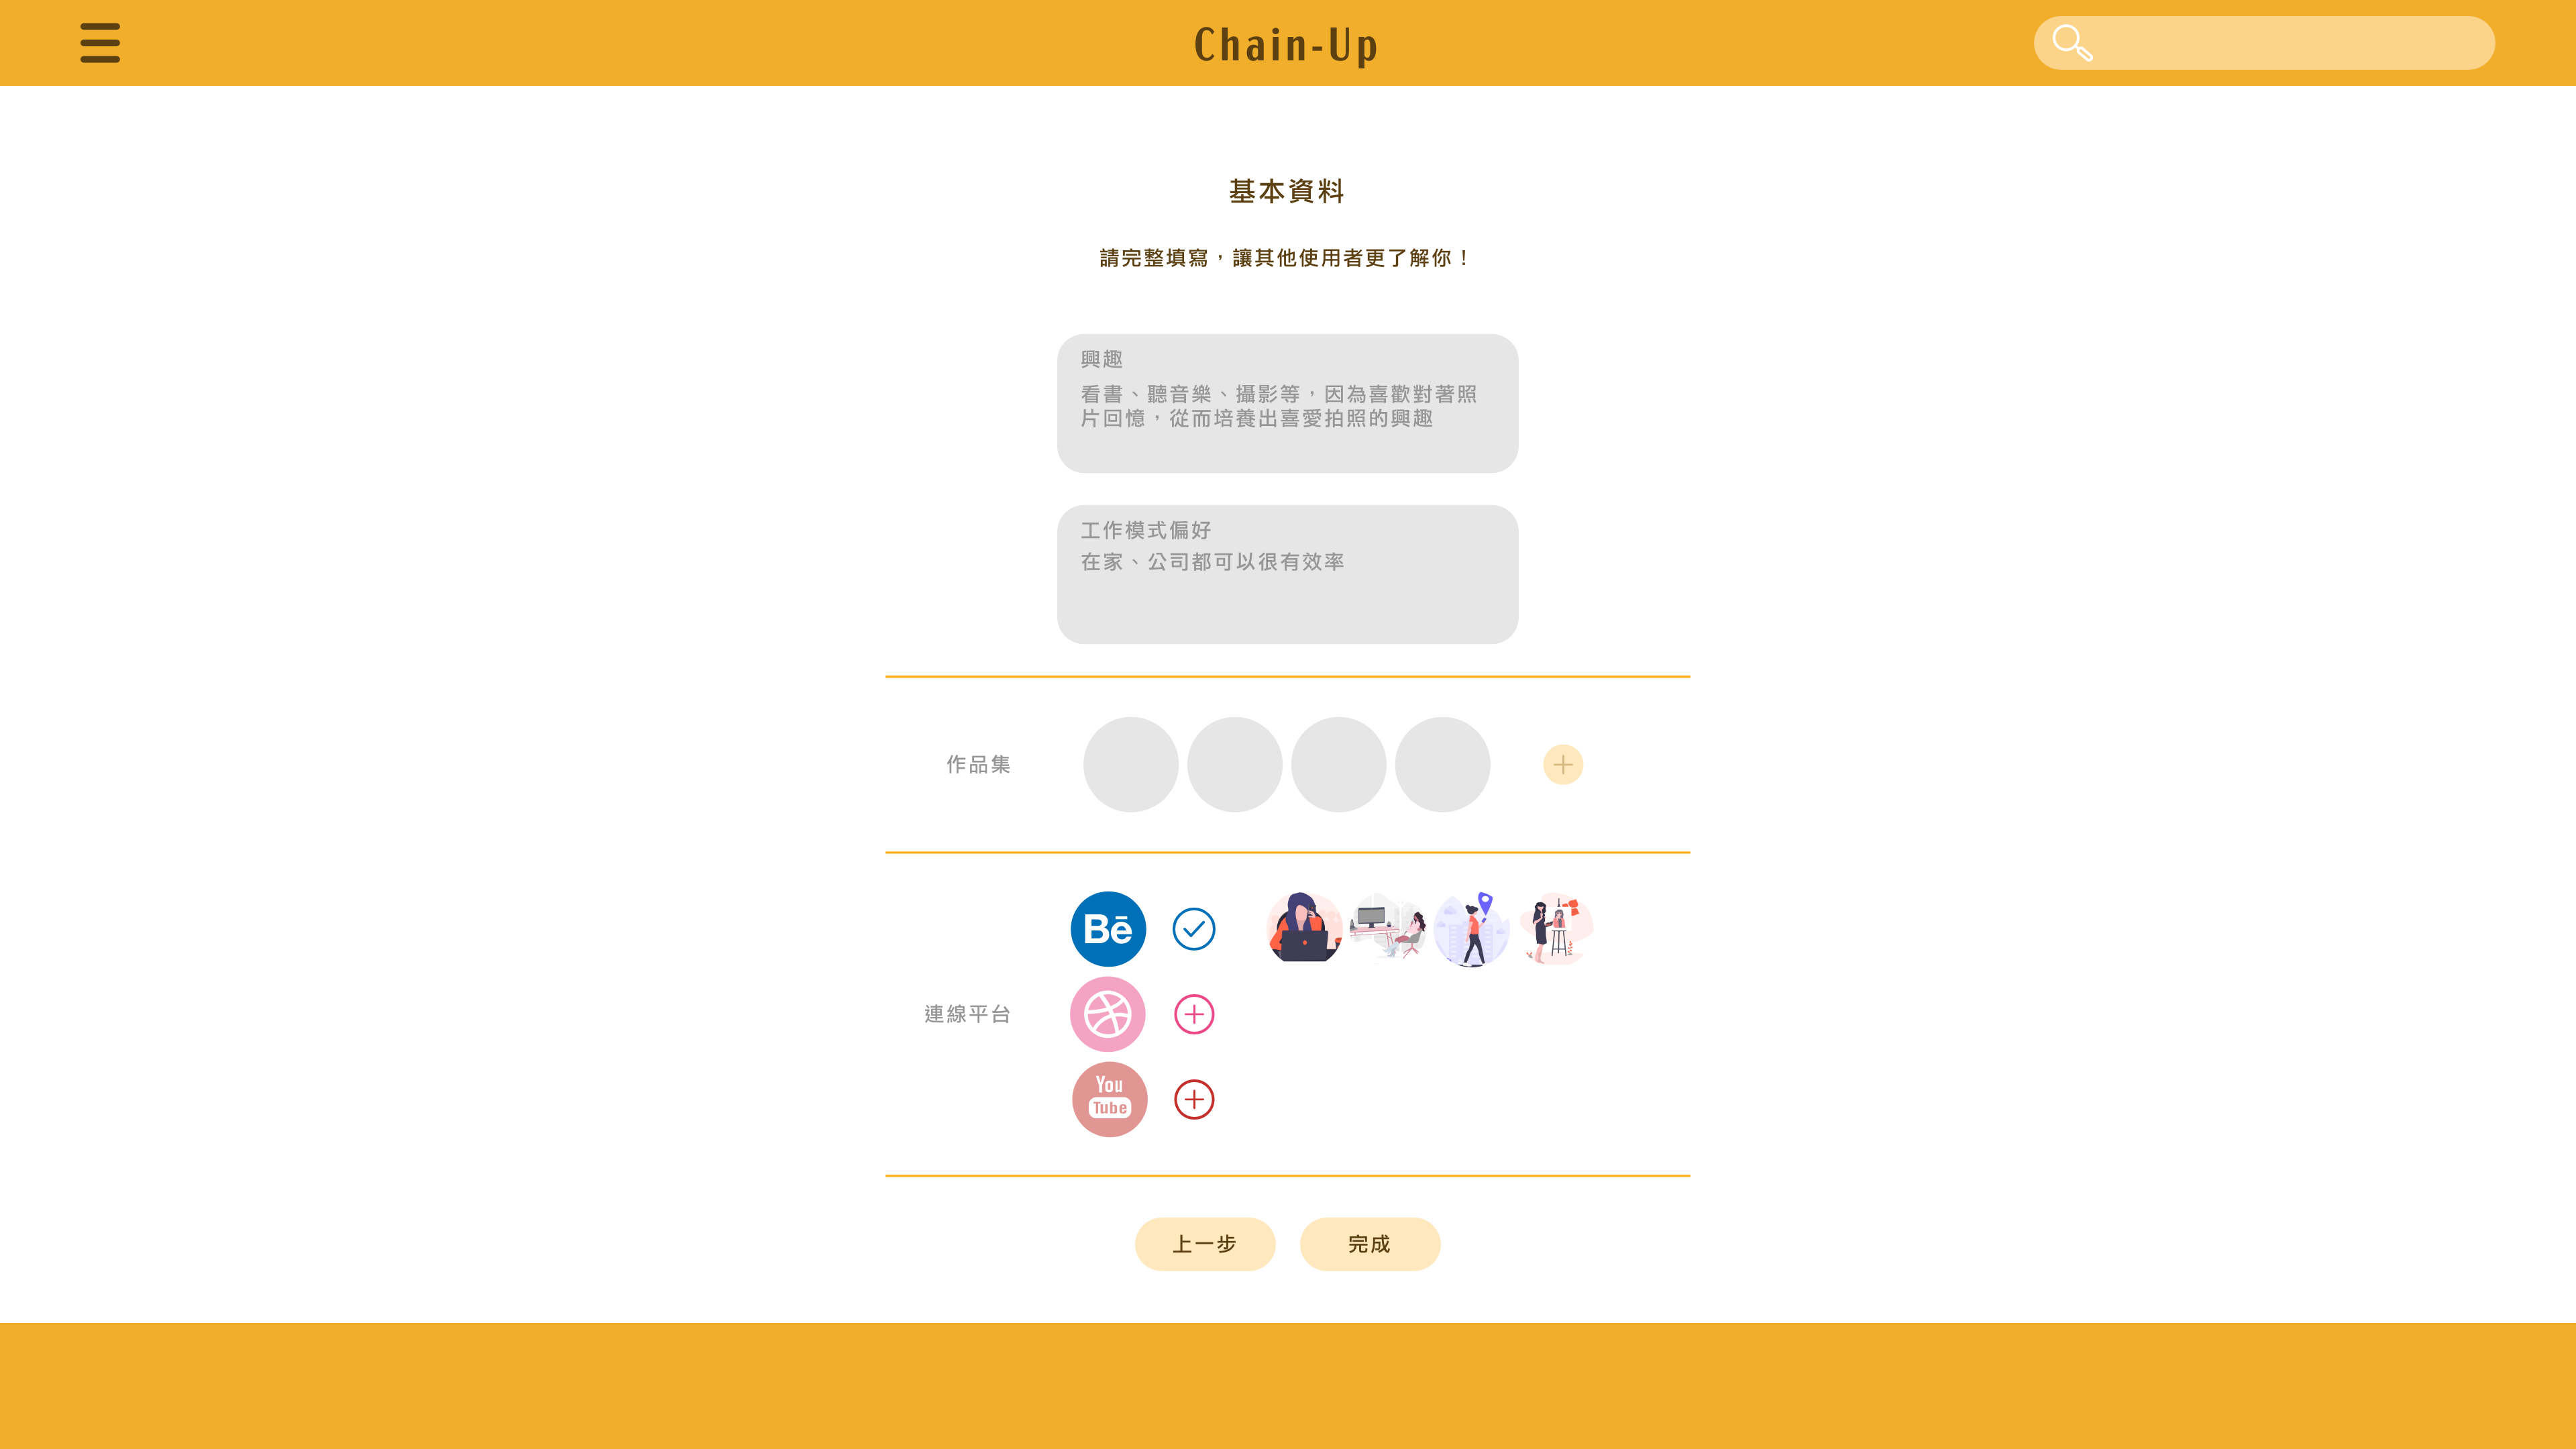 Chain-Up
基本資料
請完整填寫，讓其他使用者更了解你！
興趣
看書、聽音樂、攝影等，因為喜歡對著照
片回憶，從而培養出喜愛拍照的興趣
工作模式偏好
在家、公司都可以很有效率
作品集
Bē
連線平台
You
Tube
上一步
完成